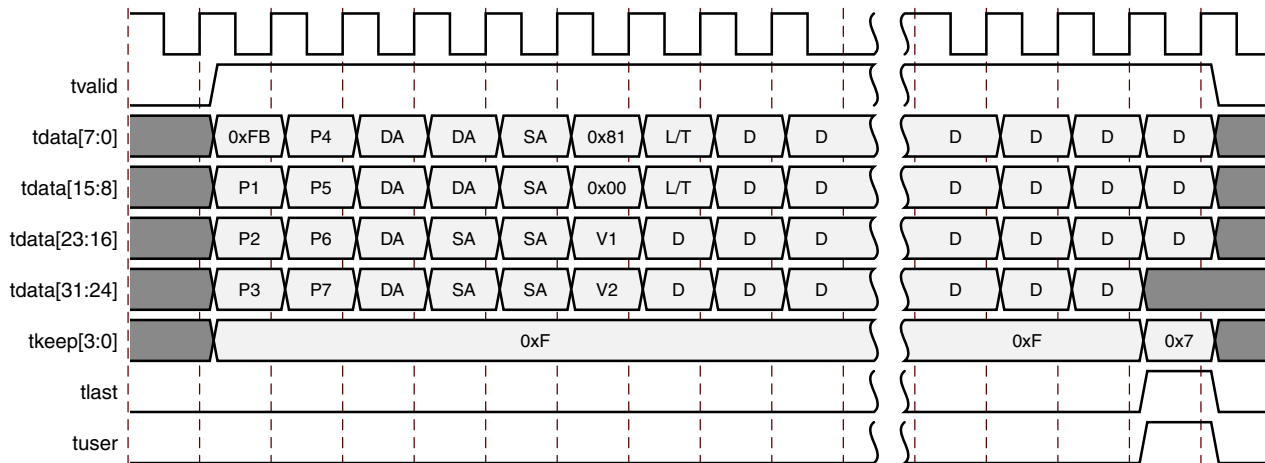 tvalid
tdata[7:0] 0xFB P4 DA DA SA 0x81 L/T D D D D D D
tdata[15:8] P1 P5 DA DA SA 0x00 L/T D D D D D D
tdata[23:16] P2 P6 DA SA SA V1 D D D D D D D
tdata[31:24] P3 P7 DA SA SA V2 D D D D D D
tkeep[3:0] 0xF 0xF 0x7
tlast
tuser